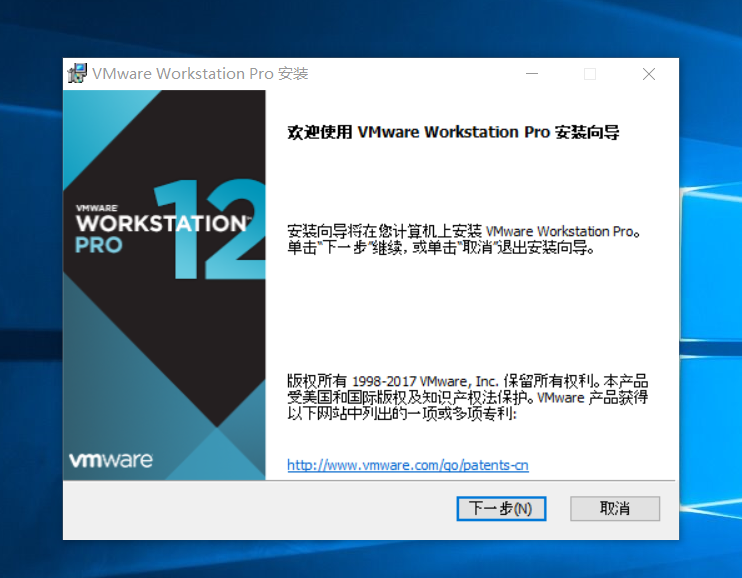 VMware Workstation Pro 安装
欢迎使用 VMware Workstation Pro 安装向导
VMWARE
WORKSTATION™
PRO
12
安装向导将在您计算机上安装 VMware Workstation Pro。
单击“下一步”继续, 或单击“取消”退出安装向导。
版权所有 1998-2017 VMware, Inc. 保留所有权利。本产品
受美国和国际版权及知识产权法保护。VMware 产品获得
以下网站中列出的一项或多项专利:
http://www.vmware.com/go/patents-cn
vmware
下一步(N)
取消